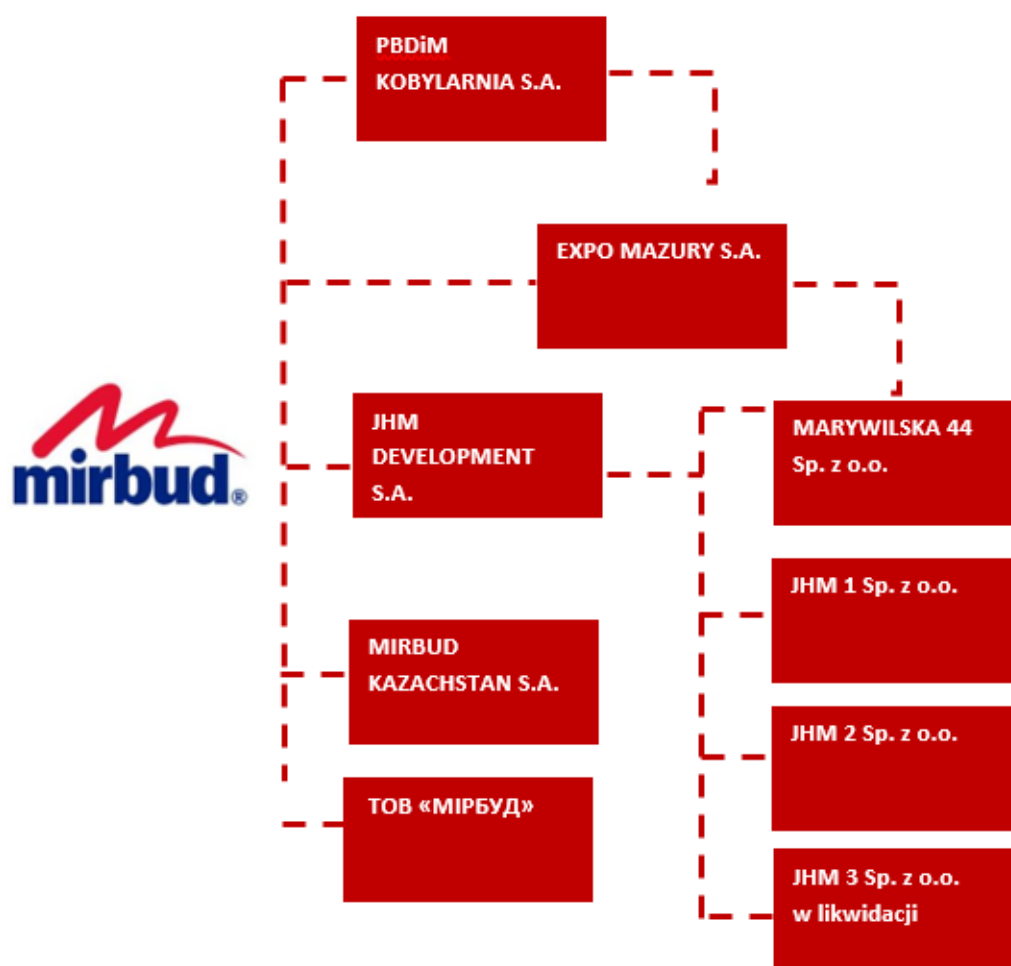 PBDiM
KOBYLARNIA S.A.
EXPO MAZURY S.A.
mirbud®
JHM
DEVELOPMENT
S.A.
MARYWILSKA 44
Sp. z o.o.
JHM 1 Sp. z o.o.
MIRBUD
KAZACHSTAN S.A.
JHM 2 Sp. z o.o.
ТОВ «МІРБУД»
JHM 3 Sp. z o.o.
w likwidacji